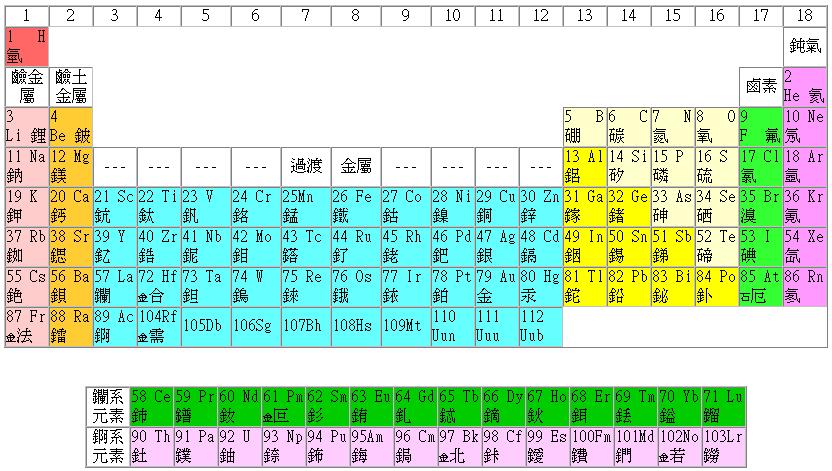 1 2 3 4 5 6 7 8 9 10 11 12 13 14 15 16 17 18
1 H
氫 鈍氣
鹼金 鹼土 2
屬 金屬 鹵素 He 氦
3 4 5 B 6 C 7 N 8 O 9 10 Ne
Li 鋰 Be 鈹 硼 碳 氮 氧 F 氟 氖
11 Na 12 Mg --- --- --- --- 過渡 金屬 --- --- --- --- 13 Al 14 Si 15 P 16 S 17 Cl 18 Ar
鈉 鎂 鋁 矽 磷 硫 氯 氬
19 K 20 Ca 21 Sc 22 Ti 23 V 24 Cr 25Mn 26 Fe 27 Co 28 Ni 29 Cu 30 Zn 31 Ga 32 Ge 33 As 34 Se 35 Br 36 Kr
鉀 鈣 鈧 鈦 釩 鉻 錳 鐵 鈷 鎳 銅 鋅 鎵 鍺 砷 硒 溴 氪
37 Rb 38 Sr 39 Y 40 Zr 41 Nb 42 Mo 43 Tc 44 Ru 45 Rh 46 Pd 47 Ag 48 Cd 49 In 50 Sn 51 Sb 52 Te 53 I 54 Xe
銣 鍶 釔 鋯 鈮 鉬 鎝 釕 銠 鈀 銀 鎘 銦 錫 銻 碲 碘 氙
55 Cs 56 Ba 57 La 72 Hf 73 Ta 74 W 75 Re 76 Os 77 Ir 78 Pt 79 Au 80 Hg 81 Tl 82 Pb 83 Bi 84 Po 85 At 86 Rn
銫 鋇 鑭 金合 鉭 鎢 錸 鋨 銥 鉑 金 汞 鉈 鉛 鉍 釙 石厄 氡
87 Fr 88 Ra 89 Ac 104Rf 105Db 106Sg 107Bh 108Hs 109Mt 110 111 112
金法 鐳 錒 金需 Uun Uuu Uub
鑭系 58 Ce 59 Pr 60 Nd 61 Pm 62 Sm 63 Eu 64 Gd 65 Tb 66 Dy 67 Ho 68 Er 69 Tm 70 Yb 71 Lu
元素 鈰 鐠 釹 金叵 釤 銪 釓 鋱 鏑 鈥 鉺 銩 鎰 鎦
錒系 90 Th 91 Pa 92 U 93 Np 94 Pu 95Am 96 Cm 97 Bk 98 Cf 99 Es 100Fm 101Md 102No 103Lr
元素 釷 鏷 鈾 錼 鈽 鋂 鋦 金北 鉲 鑀 鐨 鍆 金若 鐒